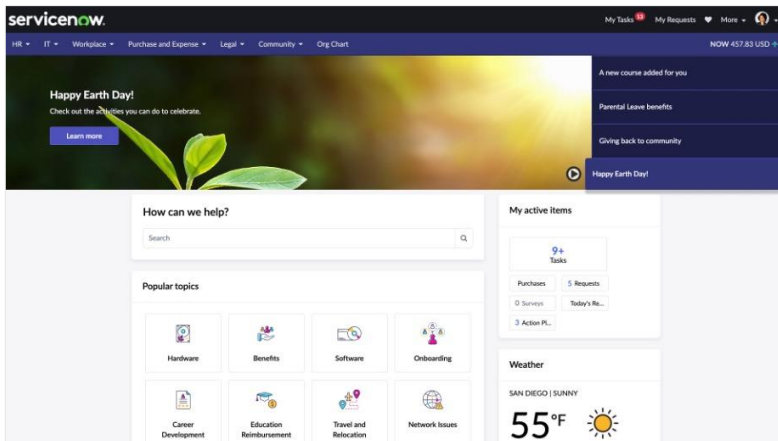 servicenow.
My Tasks 13 My Requests More
HR IT Workplace Purchase and Expense Legal Community Org Chart
NOW 457.83 USD
Happy Earth Day!
Check out the activities you can do to celebrate.
Learn more
A new course added for you
Parental Leave benefits
Giving back to community
Happy Earth Day!
How can we help?
Search
Popular topics
Hardware
Benefits
Software
Onboarding
Career
Development
Education
Reimbursement
Travel and
Relocation
Network Issues
My active items
9+
Tasks
Purchases
5 Requests
0 Surveys
Today's Re...
3 Action Pl...
Weather
SAN DIEGO | SUNNY
55°F